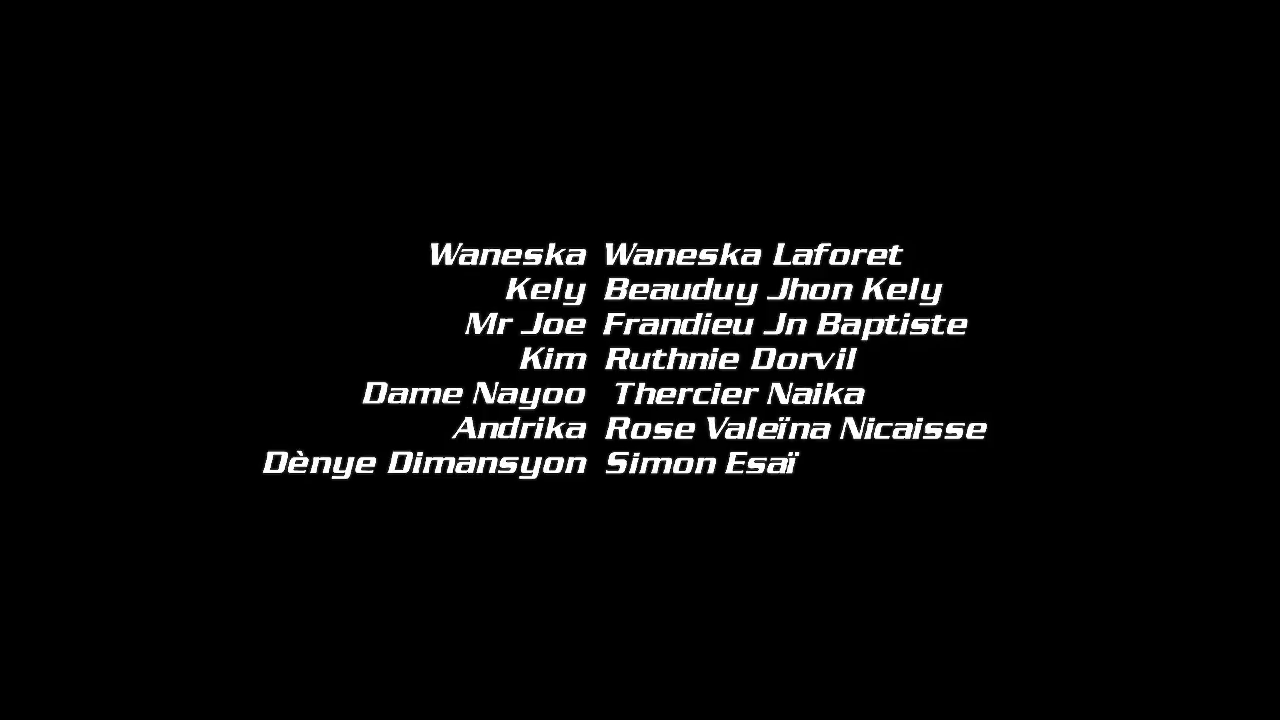 Waneska Waneska Laforet
Kely Beauduy Jhon Kely
Mr Joe Frandieu Jn Baptiste
Kim Ruthnie Dorvil
Dame Nayoo Thercier Naika
Andrika Rose Valeïna Nicaisse
Dènye Dimansyon Simon Esaï